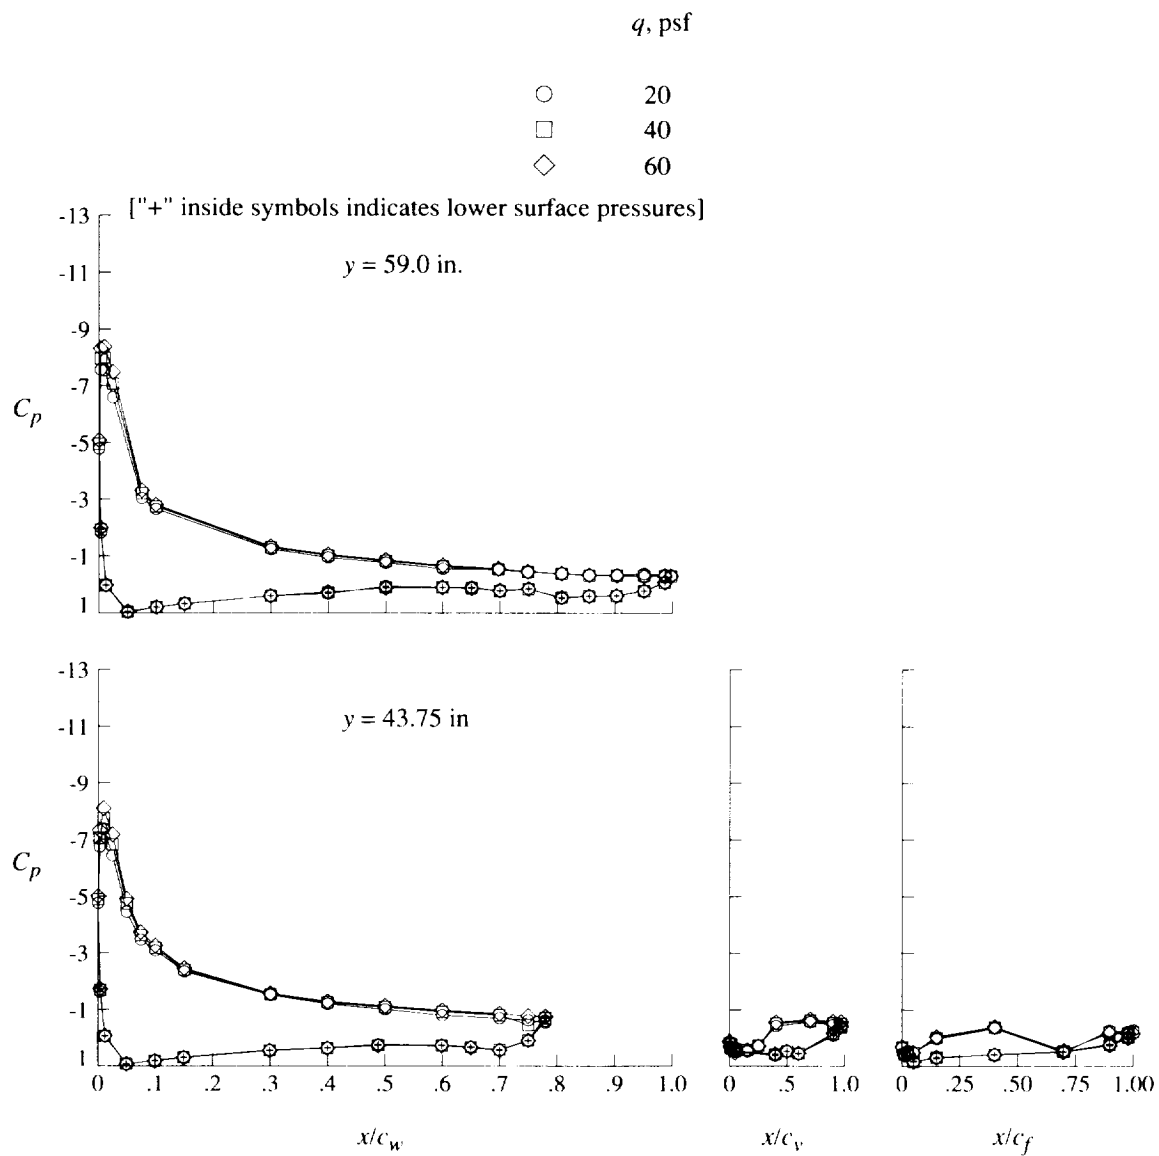 q, psf
20
40
60
["+" inside symbols indicates lower surface pressures]
-13
-11
-9
-7
-5
-3
-1
1
C_p
y = 59.0 in.
-13
-11
-9
-7
-5
-3
-1
1
C_p
y = 43.75 in
0 .1 .2 .3 .4 .5 .6 .7 .8 .9 1.0
x/c_w
0 .5 1.0
x/c_v
0 .25 .50 .75 1.00
x/c_f